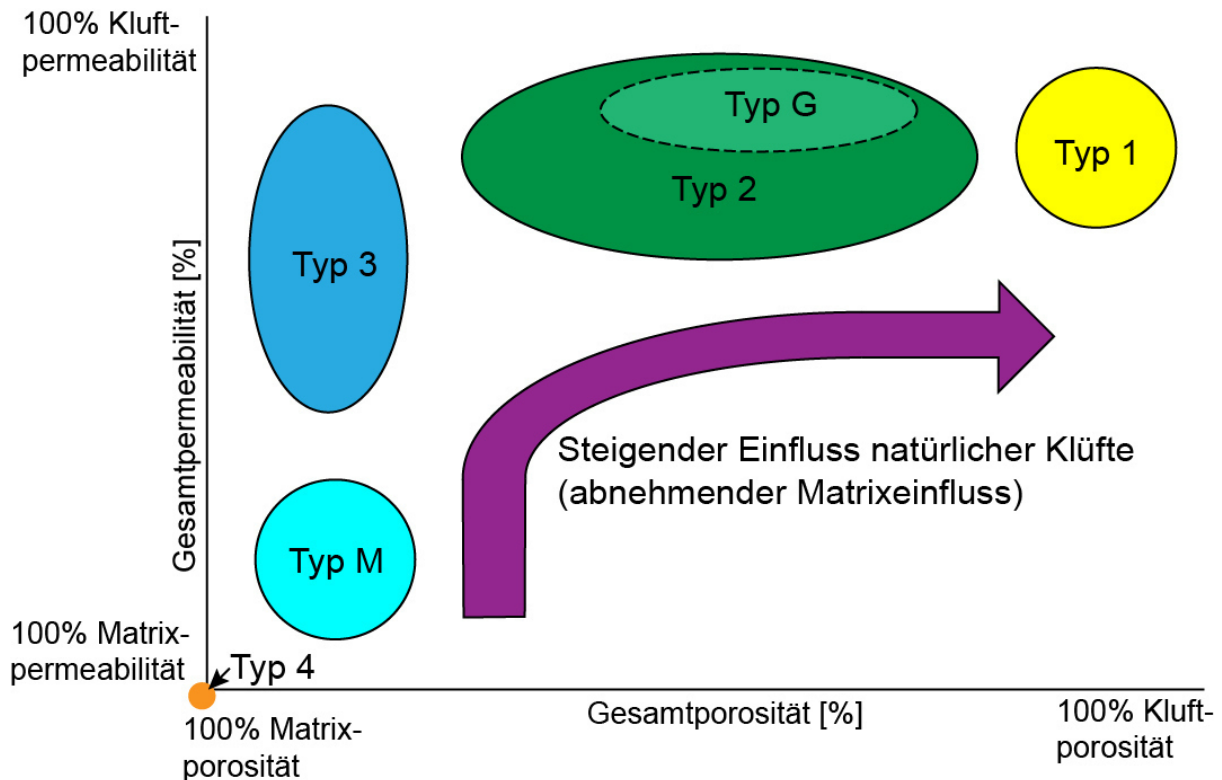 100% Kluft-
permeabilität
Typ G
Typ 1
Typ 2
Typ 3
Gesamtpermeabilität [%]
Steigender Einfluss natürlicher Klüfte
(abnehmender Matrixeinfluss)
Typ M
100% Matrix-
permeabilität
Typ 4
Gesamtporosität [%]
100% Matrix-
porosität
100% Kluft-
porosität